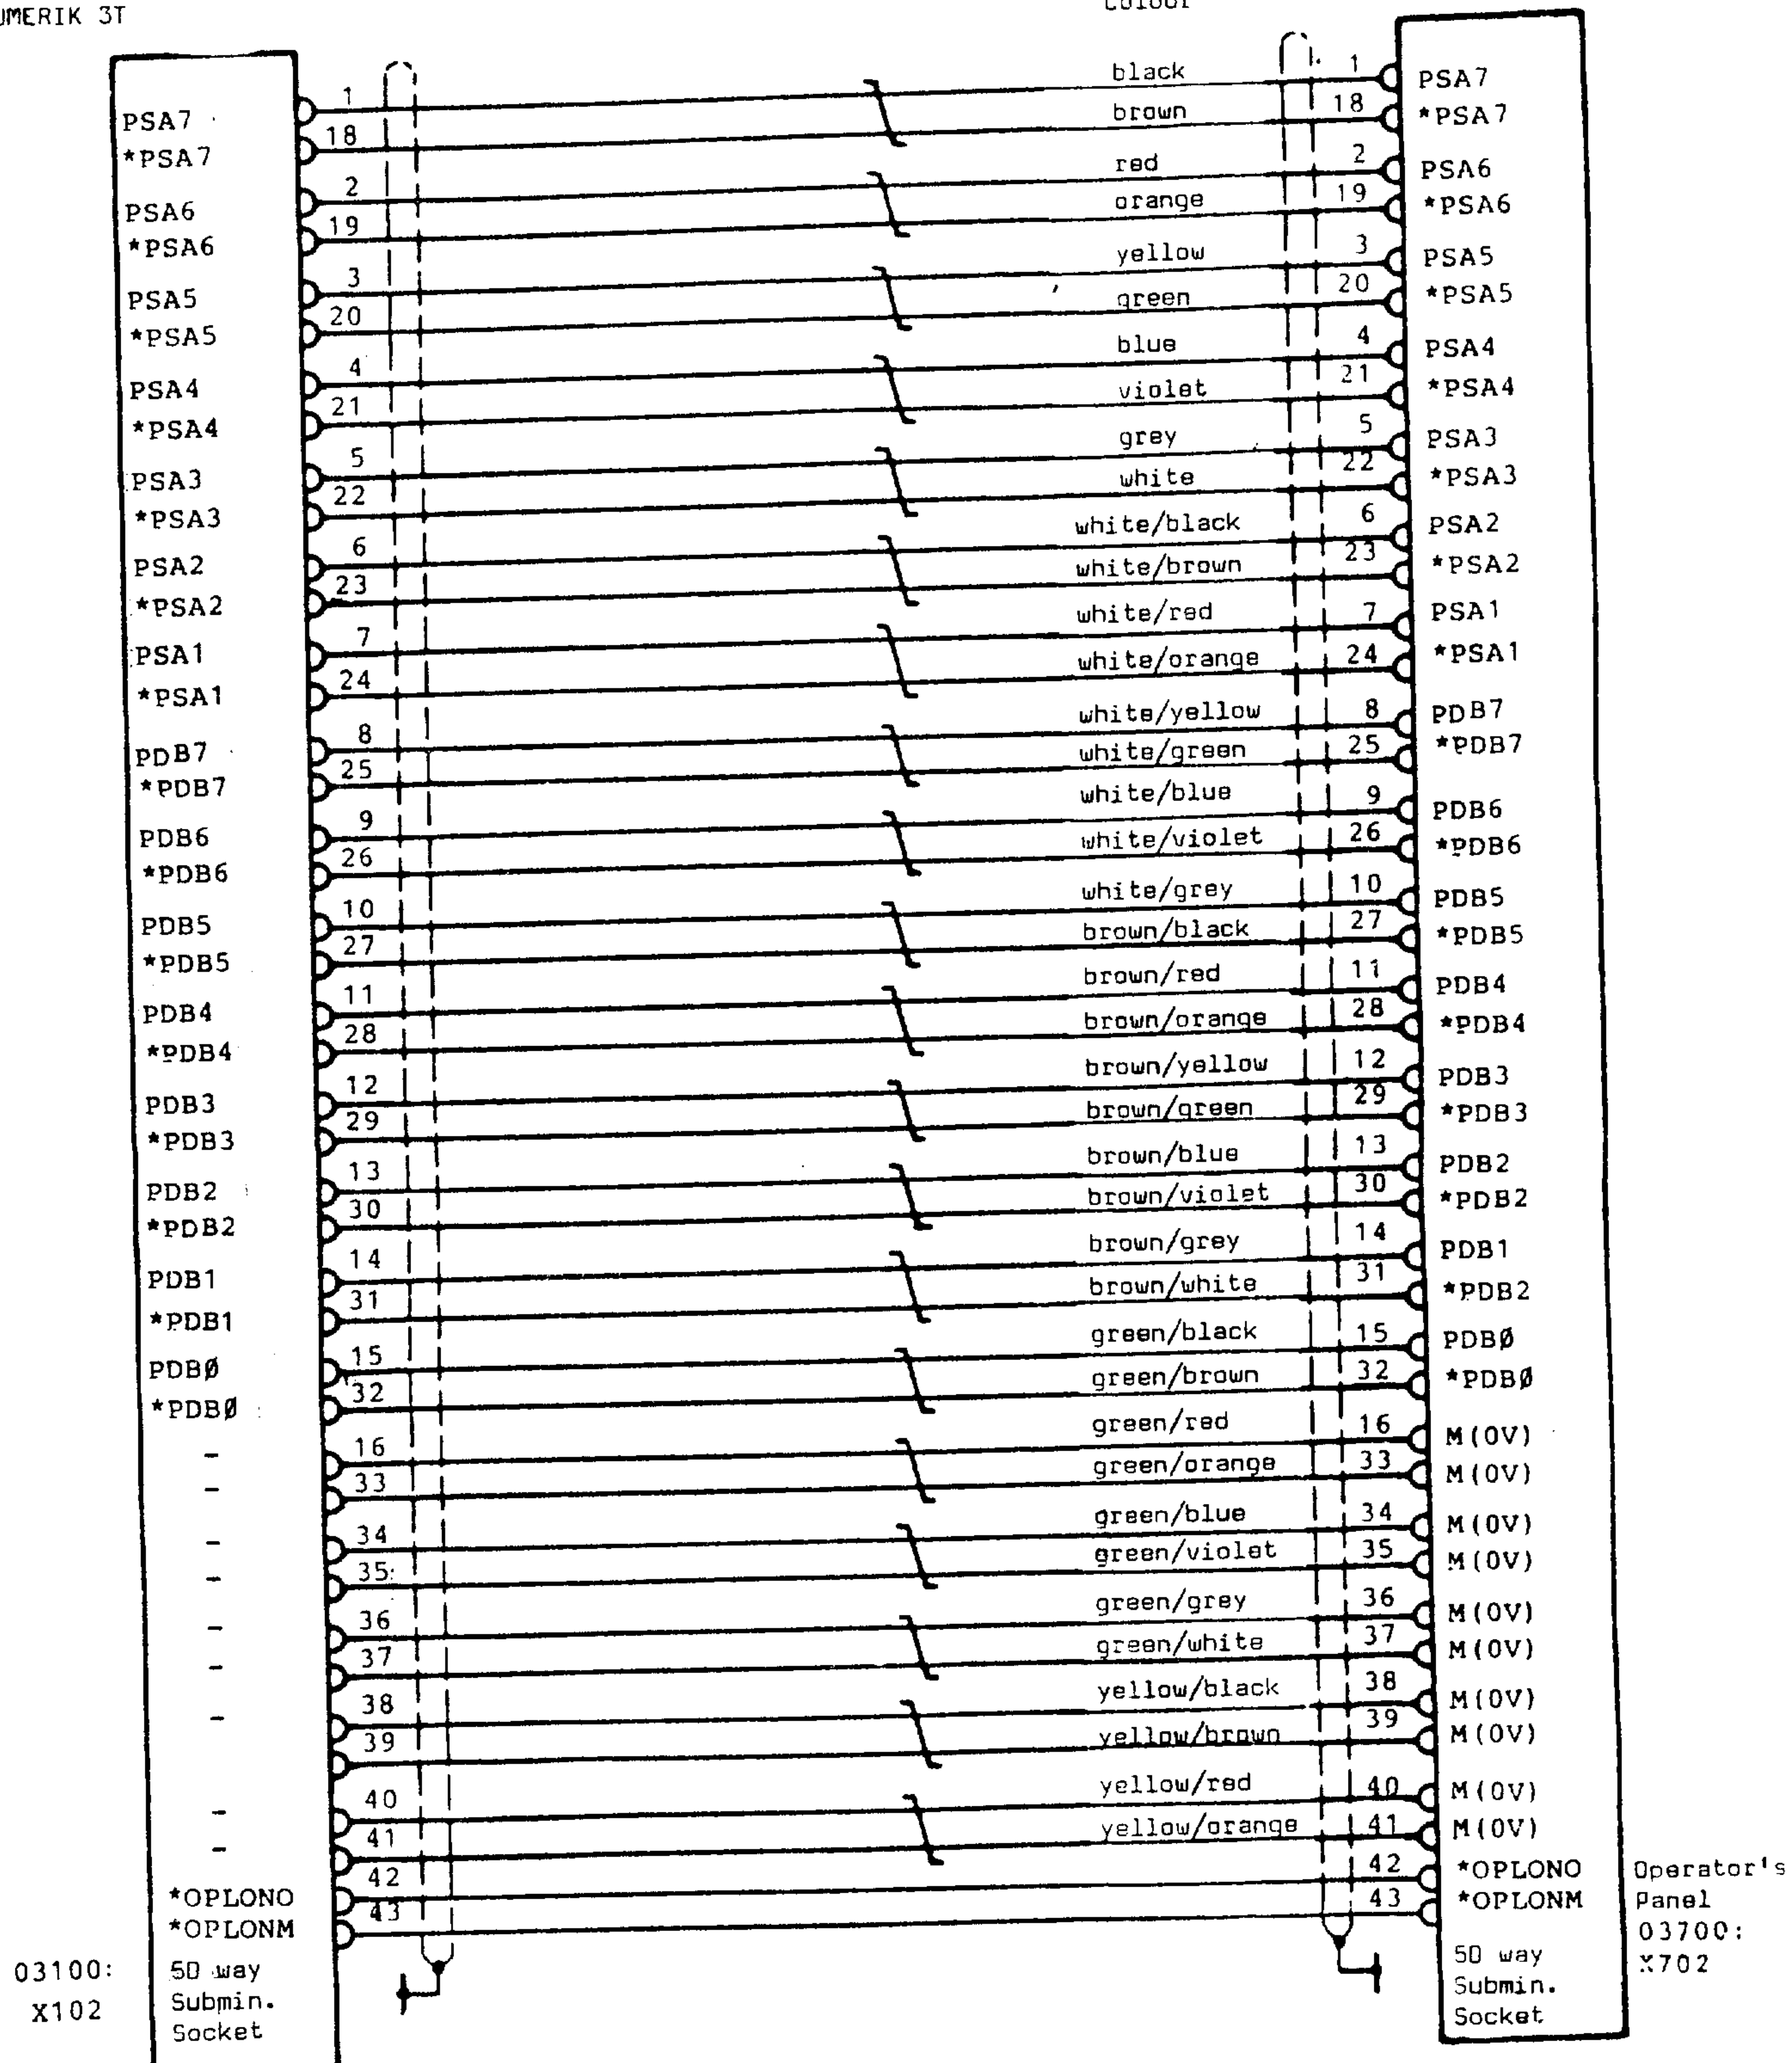 UMERIK 3T
Colour
PSA7 1 black 1 PSA7
*PSA7 18 brown 18 *PSA7
PSA6 2 red 2 PSA6
*PSA6 19 orange 19 *PSA6
PSA5 3 yellow 3 PSA5
*PSA5 20 green 20 *PSA5
PSA4 4 blue 4 PSA4
*PSA4 21 violet 21 *PSA4
PSA3 5 grey 5 PSA3
*PSA3 22 white 22 *PSA3
PSA2 6 white/black 6 PSA2
*PSA2 23 white/brown 23 *PSA2
PSA1 7 white/red 7 PSA1
*PSA1 24 white/orange 24 *PSA1
PDB7 8 white/yellow 8 PDB7
*PDB7 25 white/green 25 *PDB7
PDB6 9 white/blue 9 PDB6
*PDB6 26 white/violet 26 *PDB6
PDB5 10 white/grey 10 PDB5
*PDB5 27 brown/black 27 *PDB5
PDB4 11 brown/red 11 PDB4
*PDB4 28 brown/orange 28 *PDB4
PDB3 12 brown/yellow 12 PDB3
*PDB3 29 brown/green 29 *PDB3
PDB2 13 brown/blue 13 PDB2
*PDB2 30 brown/violet 30 *PDB2
PDB1 14 brown/grey 14 PDB1
*PDB1 31 brown/white 31 *PDB2
PDBØ 15 green/black 15 PDBØ
*PDBØ 32 green/brown 32 *PDBØ
- 16 green/red 16 M(0V)
- 33 green/orange 33 M(0V)
- 34 green/blue 34 M(0V)
- 35 green/violet 35 M(0V)
- 36 green/grey 36 M(0V)
- 37 green/white 37 M(0V)
- 38 yellow/black 38 M(0V)
39 yellow/brown 39 M(0V)
- 40 yellow/red 40 M(0V)
- 41 yellow/orange 41 M(0V)
*OPLONO 42 42 *OPLONO
*OPLONM 43 43 *OPLONM
Operator's
Panel
03700:
X702
03100:
X102
50 way
Submin.
Socket
50 way
Submin.
Socket